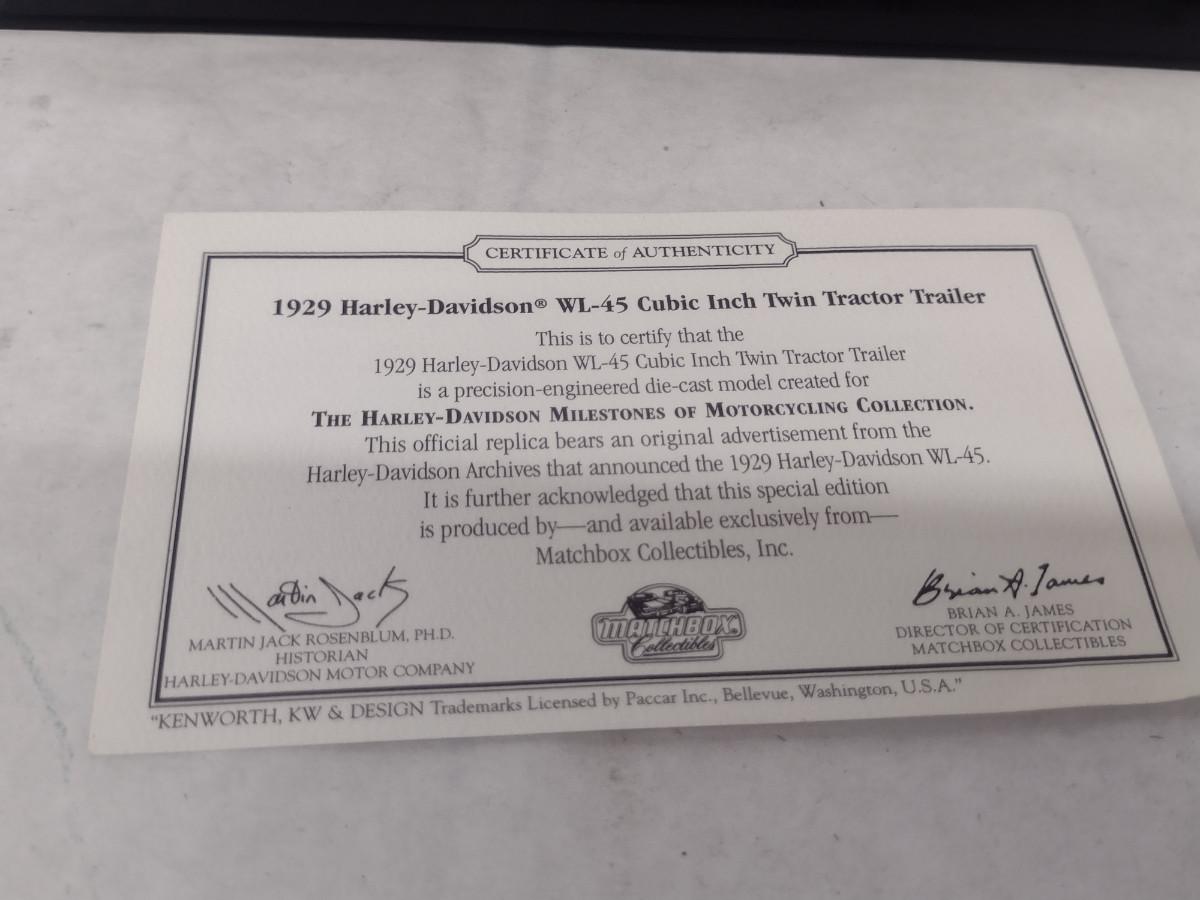 CERTIFICATE of AUTHENTICITY
1929 Harley-Davidson® WL-45 Cubic Inch Twin Tractor Trailer
This is to certify that the
1929 Harley-Davidson WL-45 Cubic Inch Twin Tractor Trailer
is a precision-engineered die-cast model created for
THE HARLEY-DAVIDSON MILESTONES OF MOTORCYCLING COLLECTION.
This official replica bears an original advertisement from the
Harley-Davidson Archives that announced the 1929 Harley-Davidson WL-45.
It is further acknowledged that this special edition
is produced by—and available exclusively from—
Matchbox Collectibles, Inc.
Martin Jack
MARTIN JACK ROSENBLUM, PH.D.
HISTORIAN
HARLEY-DAVIDSON MOTOR COMPANY
MATCHBOX
Collectibles
Brian A. James
BRIAN A. JAMES
DIRECTOR OF CERTIFICATION
MATCHBOX COLLECTIBLES
"KENWORTH, KW & DESIGN Trademarks Licensed by Paccar Inc., Bellevue, Washington, U.S.A."